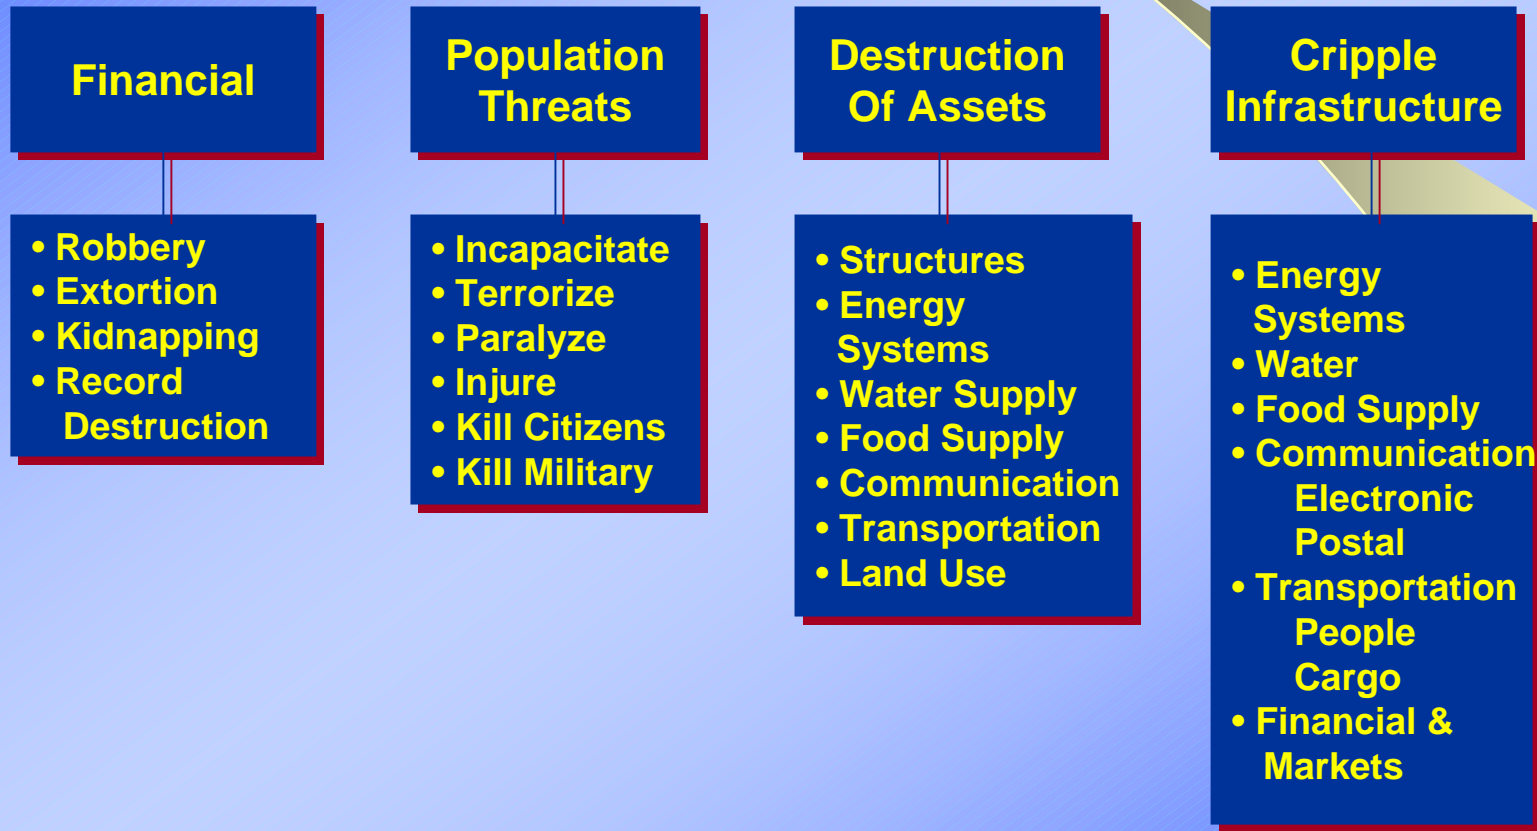 Financial
• Robbery
• Extortion
• Kidnapping
• Record
Destruction
Population
Threats
• Incapacitate
• Terrorize
• Paralyze
• Injure
• Kill Citizens
• Kill Military
Destruction
Of Assets
• Structures
• Energy
Systems
• Water Supply
• Food Supply
• Communication
• Transportation
• Land Use
Cripple
Infrastructure
• Energy
Systems
• Water
• Food Supply
• Communication
Electronic
Postal
• Transportation
People
Cargo
• Financial &
Markets